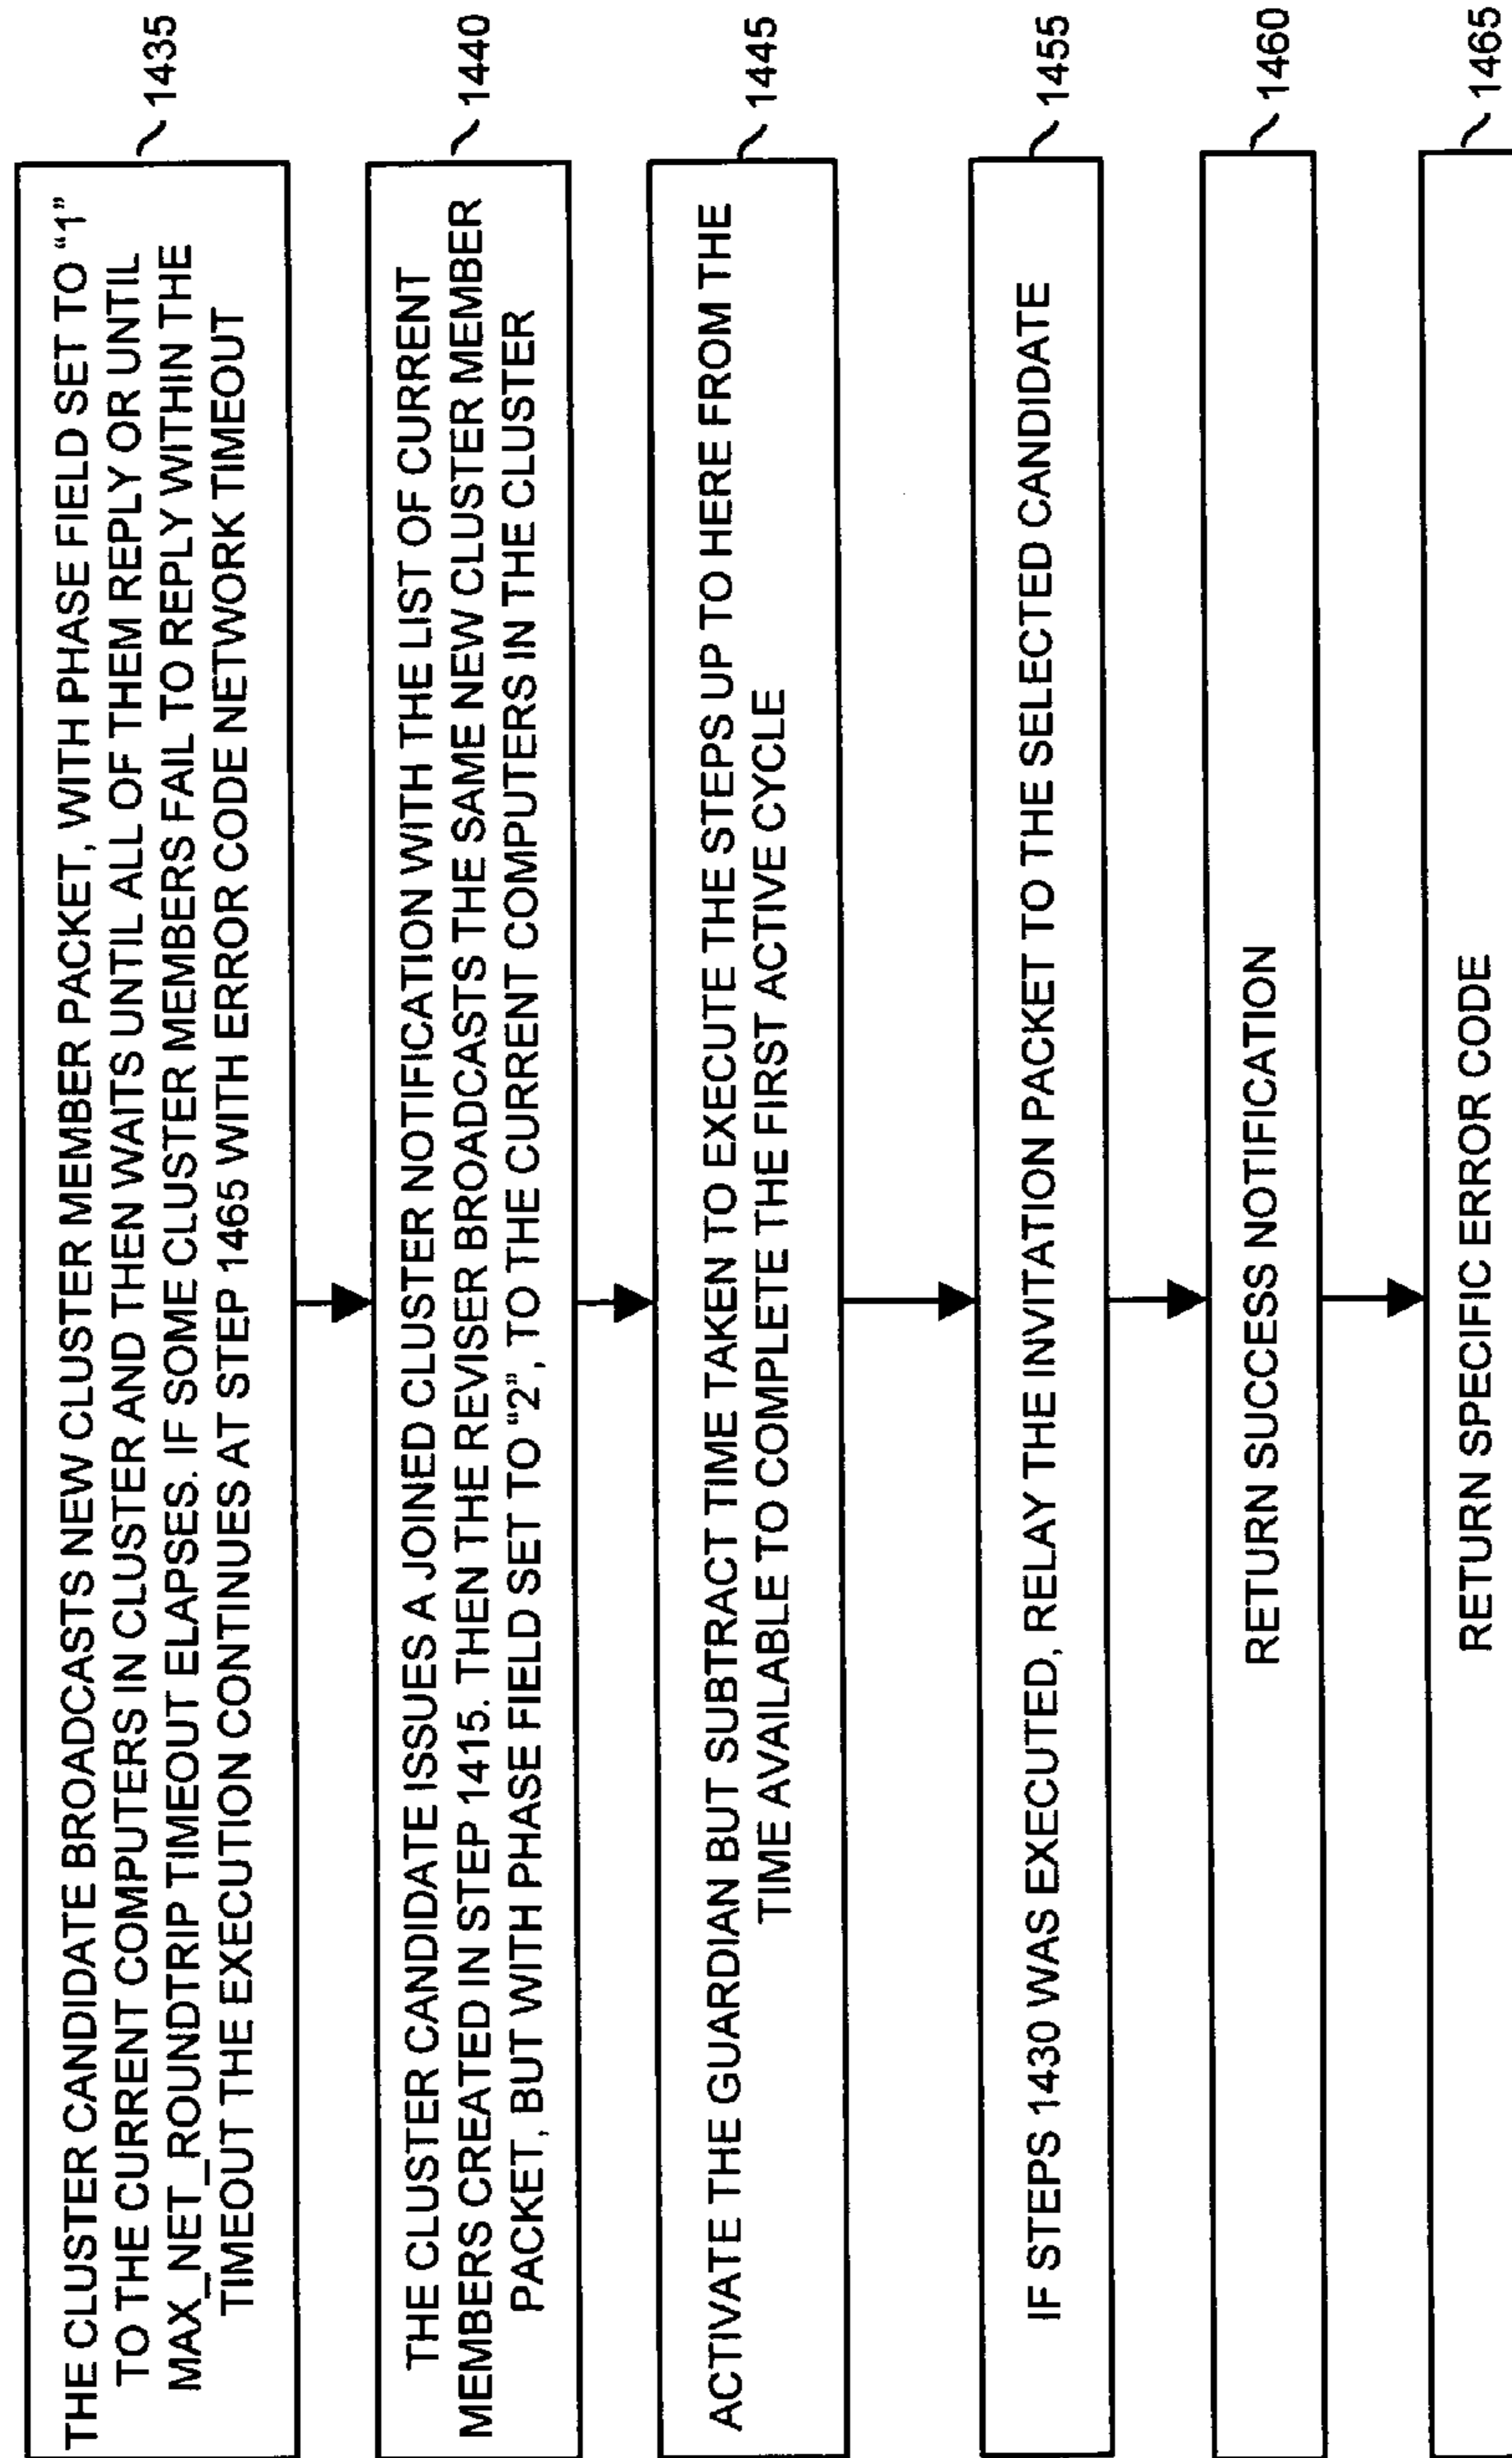 THE CLUSTER CANDIDATE BROADCASTS NEW CLUSTER MEMBER PACKET, WITH PHASE FIELD SET TO “1”
TO THE CURRENT COMPUTERS IN CLUSTER AND THEN WAITS UNTIL ALL OF THEM REPLY OR UNTIL
MAX_NET_ROUNDTRIP TIMEOUT ELAPSES. IF SOME CLUSTER MEMBERS FAIL TO REPLY WITHIN THE
TIMEOUT THE EXECUTION CONTINUES AT STEP 1465 WITH ERROR CODE NETWORK TIMEOUT
1435
THE CLUSTER CANDIDATE ISSUES A JOINED CLUSTER NOTIFICATION WITH THE LIST OF CURRENT
MEMBERS CREATED IN STEP 1415. THEN THE REVISER BROADCASTS THE SAME NEW CLUSTER MEMBER
PACKET, BUT WITH PHASE FIELD SET TO “2”, TO THE CURRENT COMPUTERS IN THE CLUSTER
1440
ACTIVATE THE GUARDIAN BUT SUBTRACT TIME TAKEN TO EXECUTE THE STEPS UP TO HERE FROM THE
TIME AVAILABLE TO COMPLETE THE FIRST ACTIVE CYCLE
1445
IF STEPS 1430 WAS EXECUTED, RELAY THE INVITATION PACKET TO THE SELECTED CANDIDATE
1455
RETURN SUCCESS NOTIFICATION
1460
RETURN SPECIFIC ERROR CODE
1465